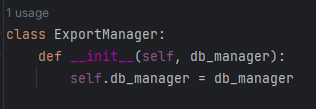 1 usage
class ExportManager:
    def __init__(self, db_manager):
        self.db_manager = db_manager